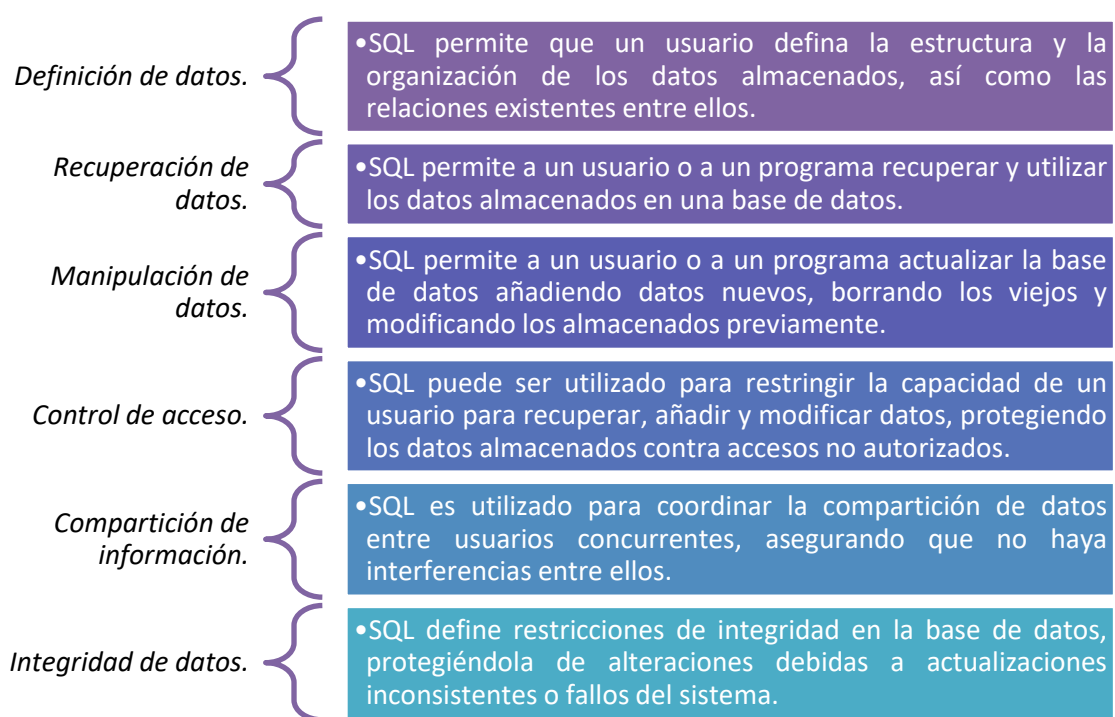 Definición de datos.
•SQL permite que un usuario defina la estructura y la
organización de los datos almacenados, así como las
relaciones existentes entre ellos.
Recuperación de
datos.
•SQL permite a un usuario o a un programa recuperar y utilizar
los datos almacenados en una base de datos.
Manipulación de
datos.
•SQL permite a un usuario o a un programa actualizar la base
de datos añadiendo datos nuevos, borrando los viejos y
modificando los almacenados previamente.
Control de acceso.
•SQL puede ser utilizado para restringir la capacidad de un
usuario para recuperar, añadir y modificar datos, protegiendo
los datos almacenados contra accesos no autorizados.
Compartición de
información.
•SQL es utilizado para coordinar la compartición de datos
entre usuarios concurrentes, asegurando que no haya
interferencias entre ellos.
Integridad de datos.
•SQL define restricciones de integridad en la base de datos,
protegiéndola de alteraciones debidas a actualizaciones
inconsistentes o fallos del sistema.